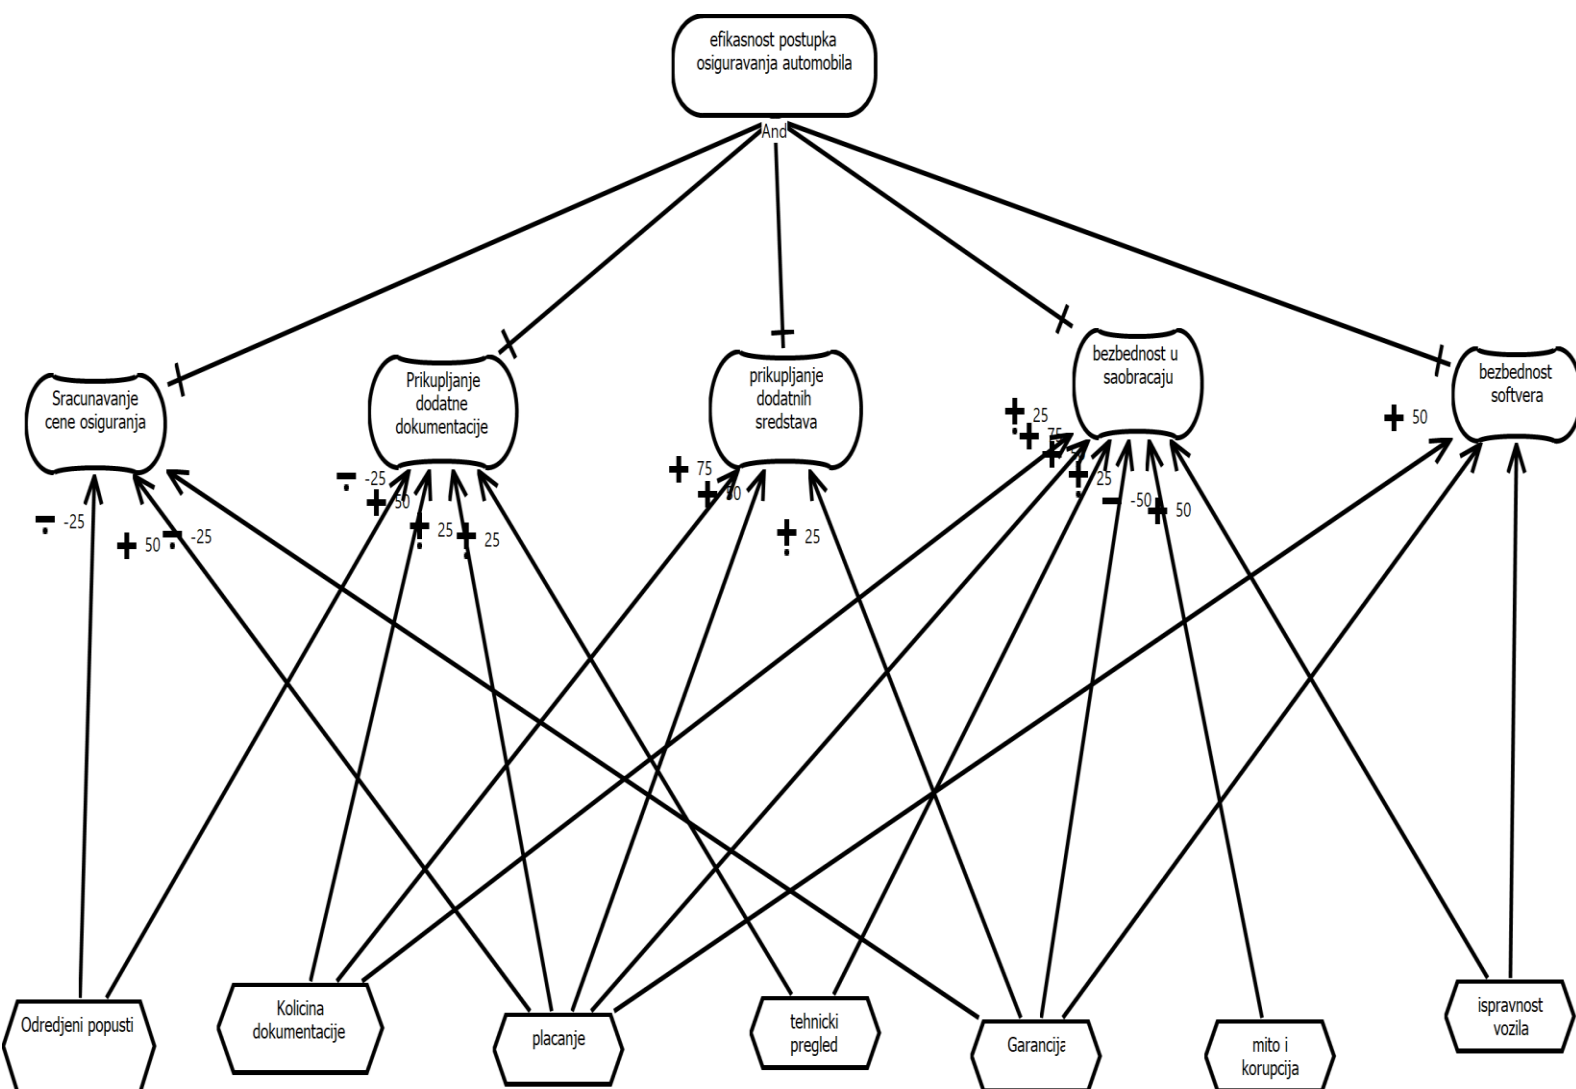 efikasnost postupka
osiguravanja automobila
And
Sracunavanje
cene osiguranja
Prikupljanje
dodatne
dokumentacije
prikupljanje
dodatnih
sredstava
bezbednost u
saobracaju
bezbednost
softvera
-25
50
-25
-25
50
25
25
75
50
25
25
75
25
-50
50
50
Odredjeni popusti
Kolicina
dokumentacije
placanje
tehnicki
pregled
Garancija
mito i
korupcija
ispravnost
vozila